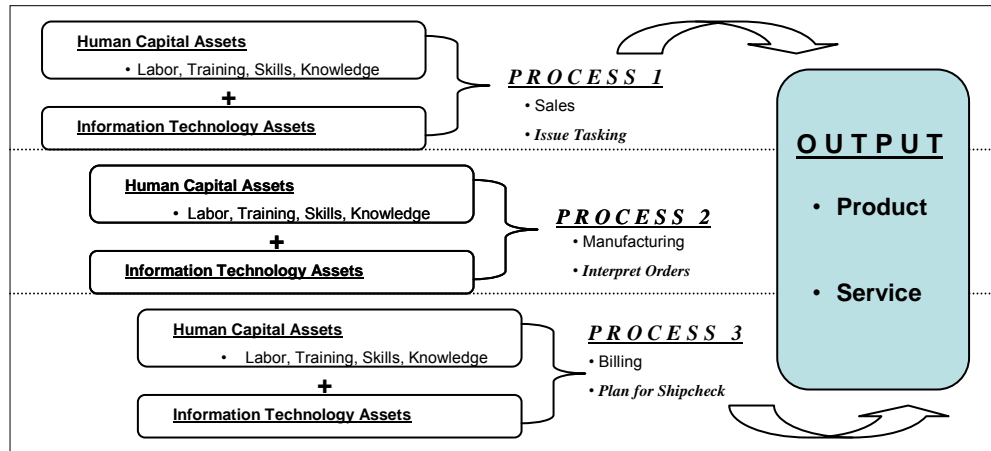 Human Capital Assets
• Labor, Training, Skills, Knowledge
+
Information Technology Assets
PROCESS 1
• Sales
• Issue Tasking
Human Capital Assets
• Labor, Training, Skills, Knowledge
+
Information Technology Assets
PROCESS 2
• Manufacturing
• Interpret Orders
Human Capital Assets
• Labor, Training, Skills, Knowledge
+
Information Technology Assets
PROCESS 3
• Billing
• Plan for Shipcheck
OUTPUT
• Product
• Service